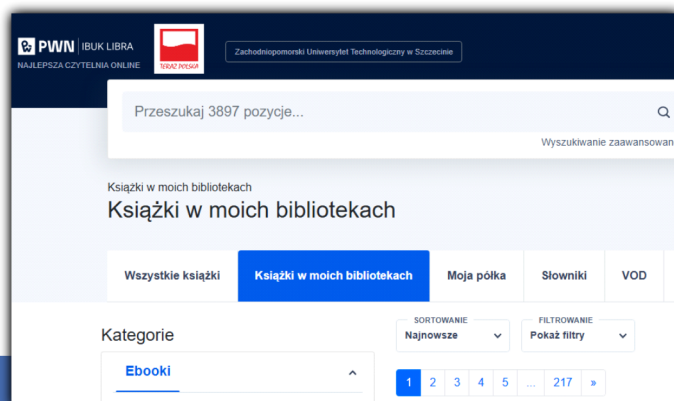 PWN | IBUK LIBRA
NAJLEPSZA CZYTELNIA ONLINE
TERAZ POLSKA
Zachodniopomorski Uniwersytet Technologiczny w Szczecinie
Przeszukaj 3897 pozycje...
Wyszukiwanie zaawansowan
Książki w moich bibliotekach
Książki w moich bibliotekach
Wszystkie książki Książki w moich bibliotekach Moja półka Słowniki VOD
Kategorie
SORTOWANIE FILTROWANIE
Najnowsze Pokaż filtry
Ebooki
1 2 3 4 5 ... 217 »